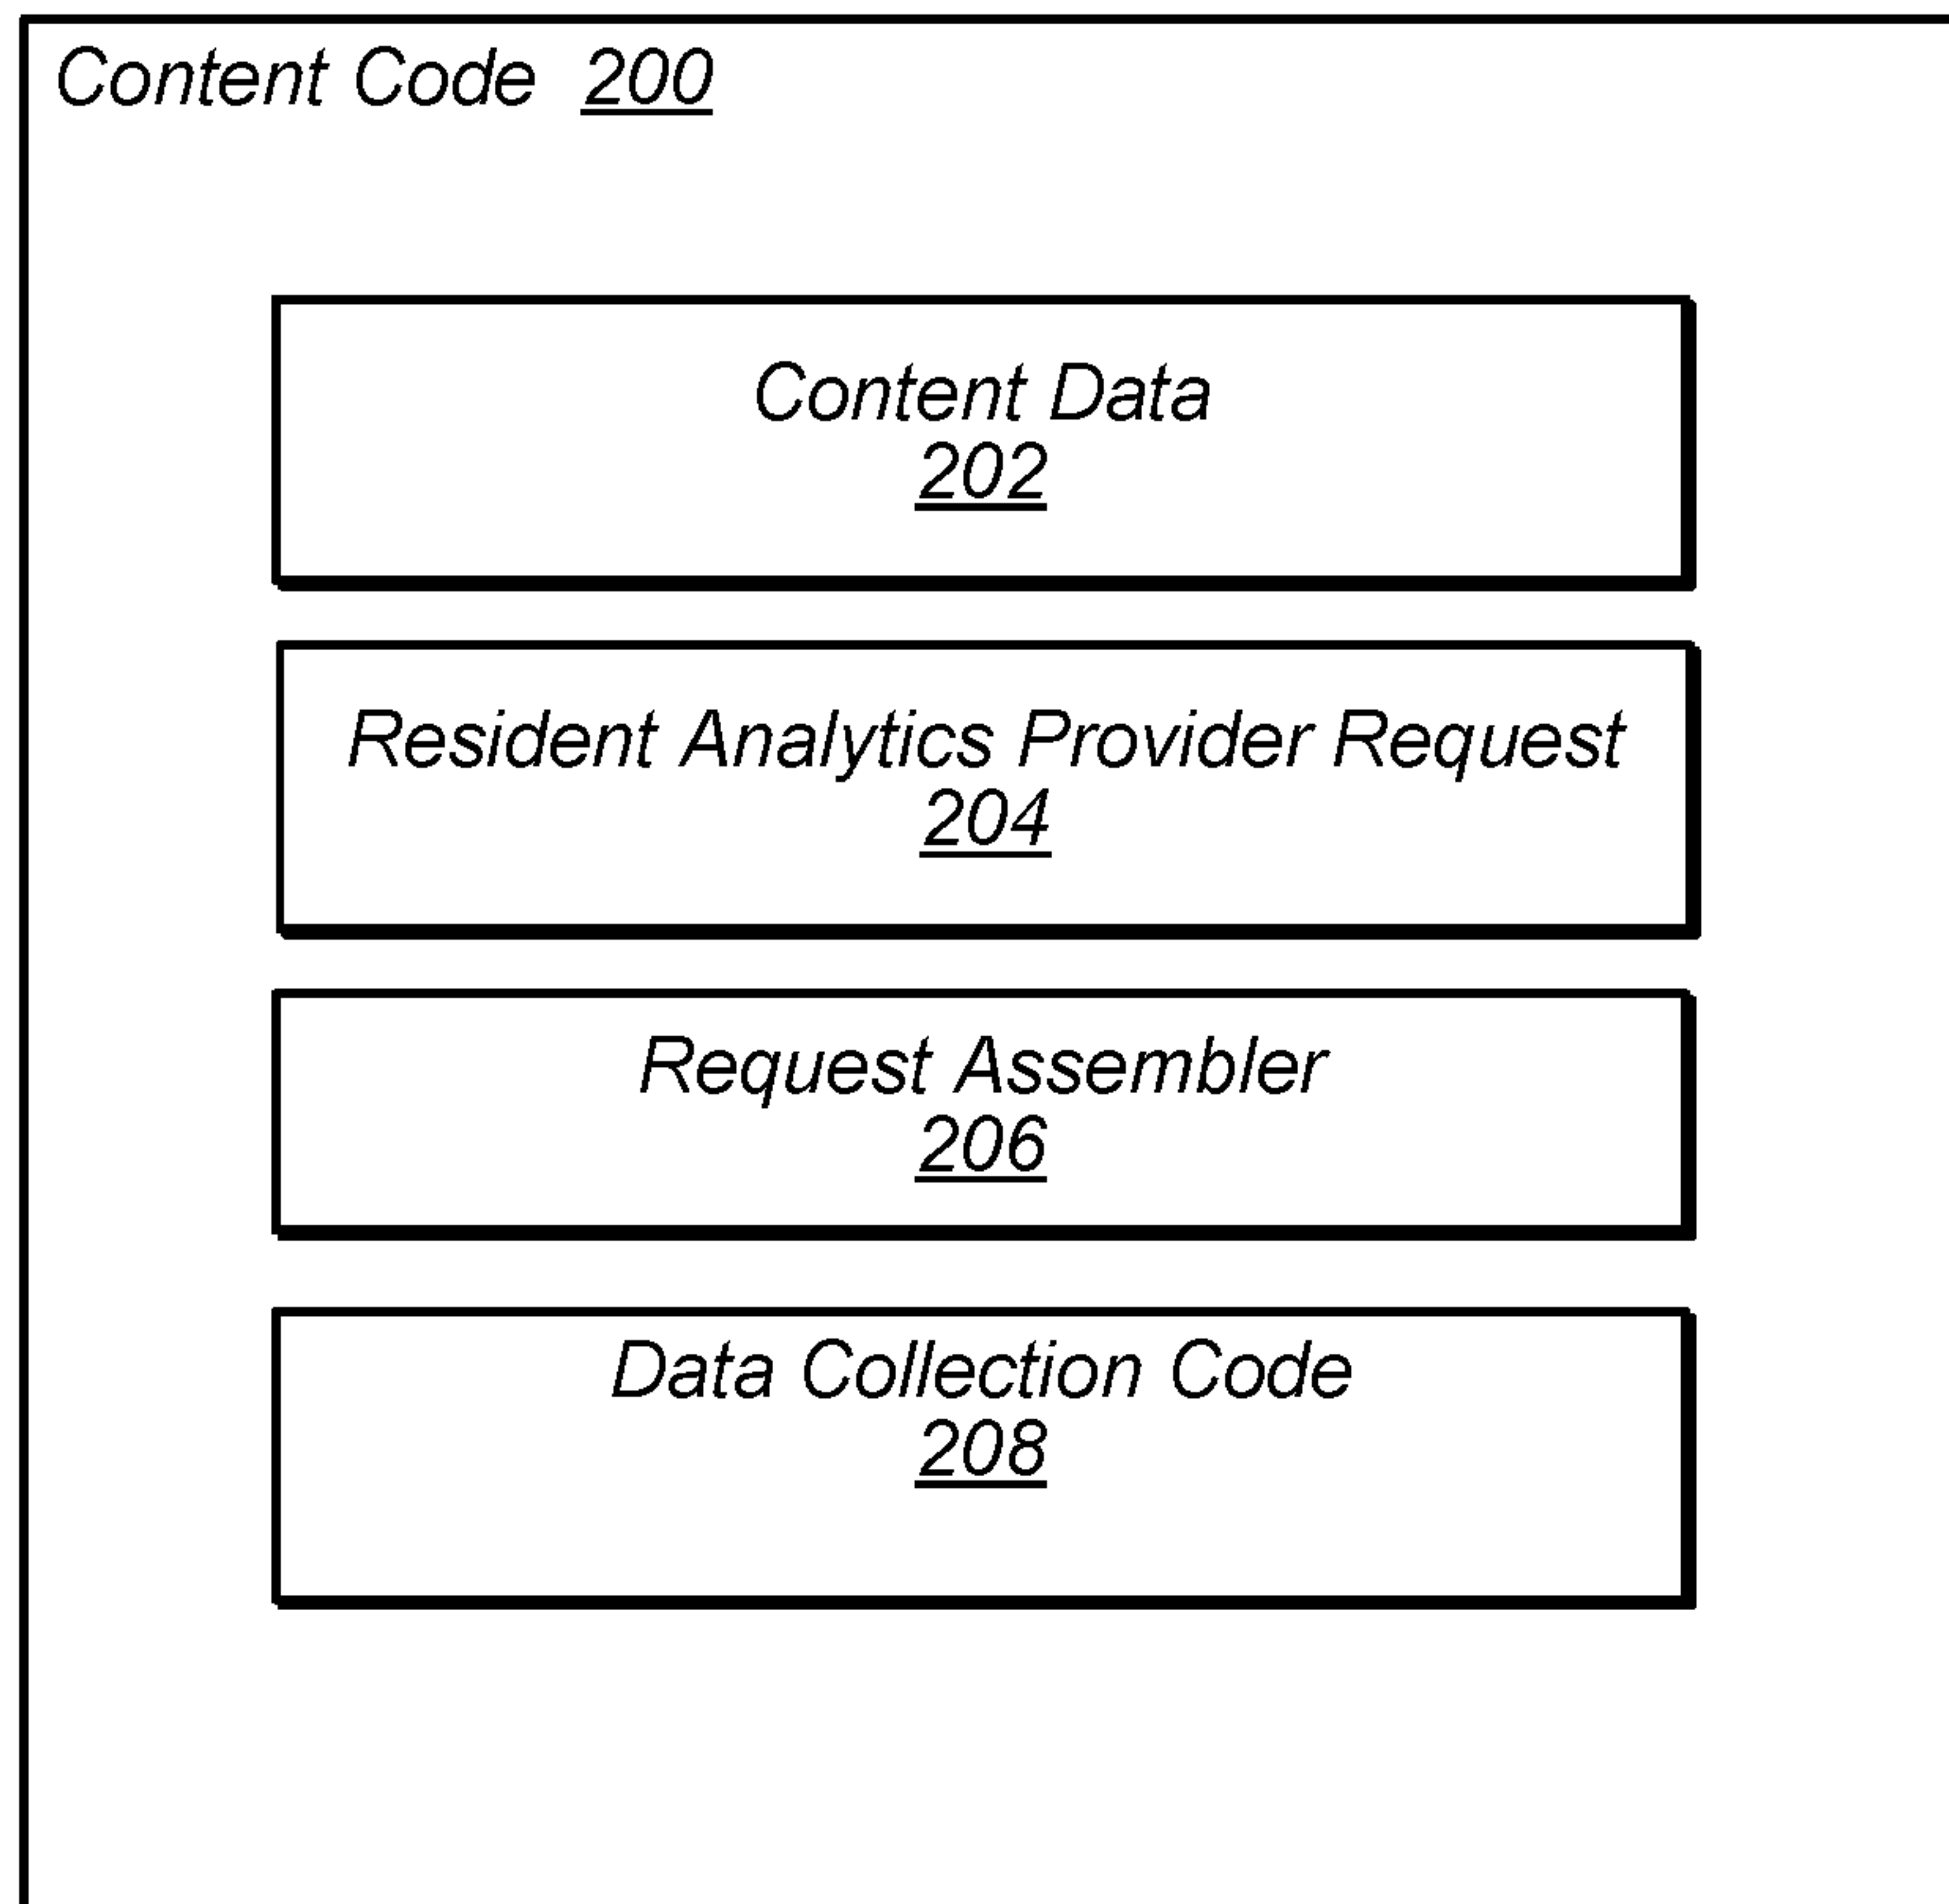 Content Code 200
Content Data
202
Resident Analytics Provider Request
204
Request Assembler
206
Data Collection Code
208